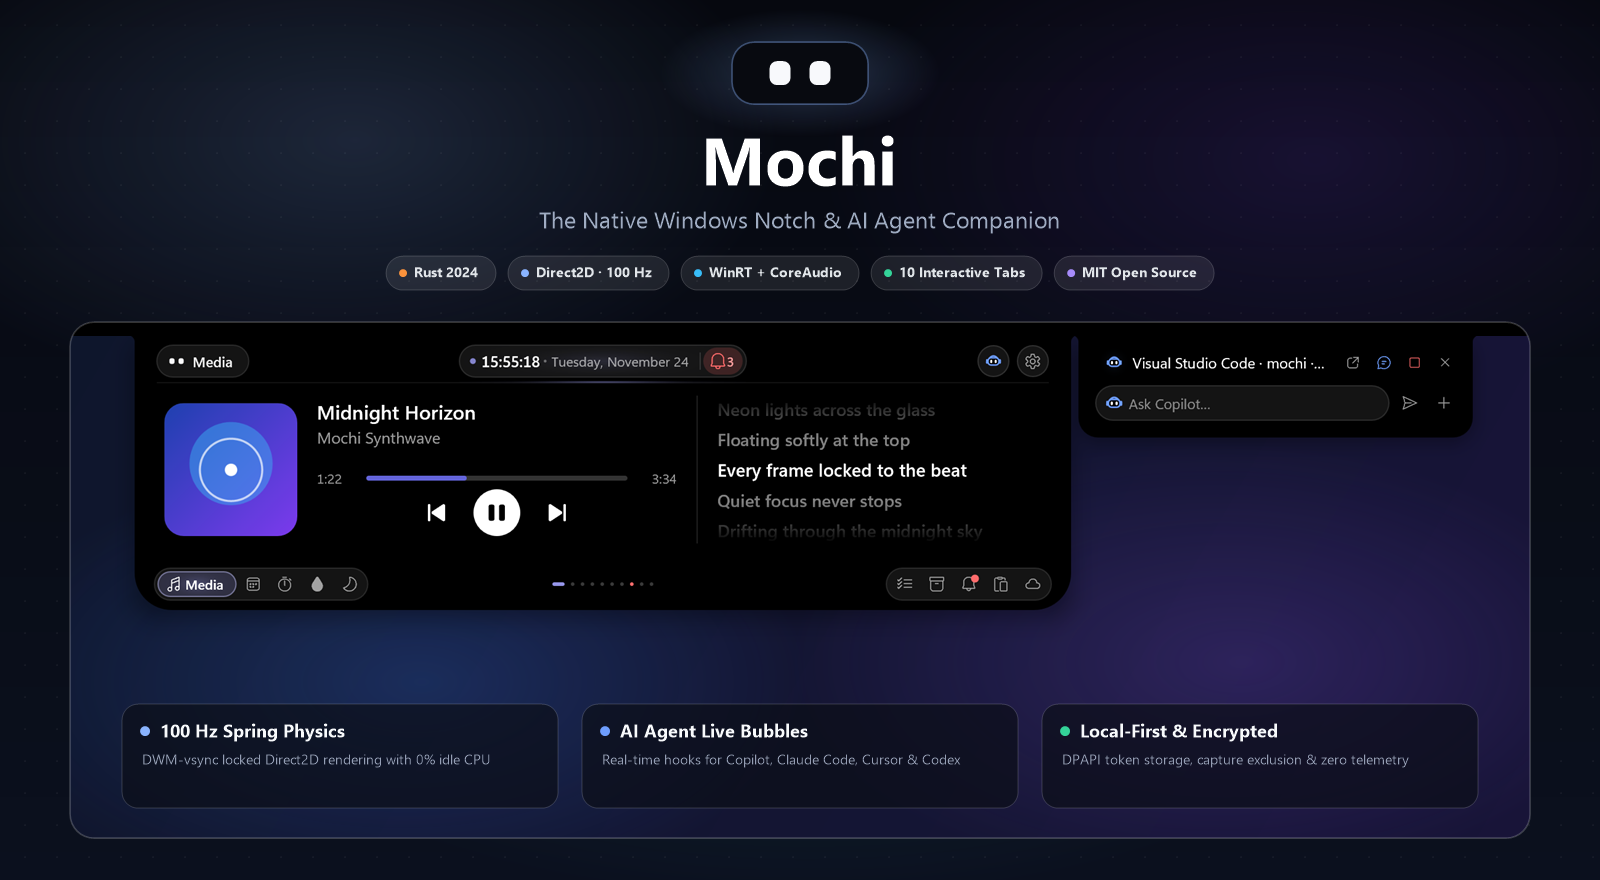 Mochi
The Native Windows Notch & AI Agent Companion
Rust 2024
Direct2D · 100 Hz
WinRT + CoreAudio
10 Interactive Tabs
MIT Open Source
Media
15:55:18 · Tuesday, November 24
3
Midnight Horizon
Mochi Synthwave
1:22
3:34
Neon lights across the glass
Floating softly at the top
Every frame locked to the beat
Quiet focus never stops
Drifting through the midnight sky
Media
Visual Studio Code · mochi ·...
Ask Copilot...
100 Hz Spring Physics
DWM-vsync locked Direct2D rendering with 0% idle CPU
AI Agent Live Bubbles
Real-time hooks for Copilot, Claude Code, Cursor & Codex
Local-First & Encrypted
DPAPI token storage, capture exclusion & zero telemetry